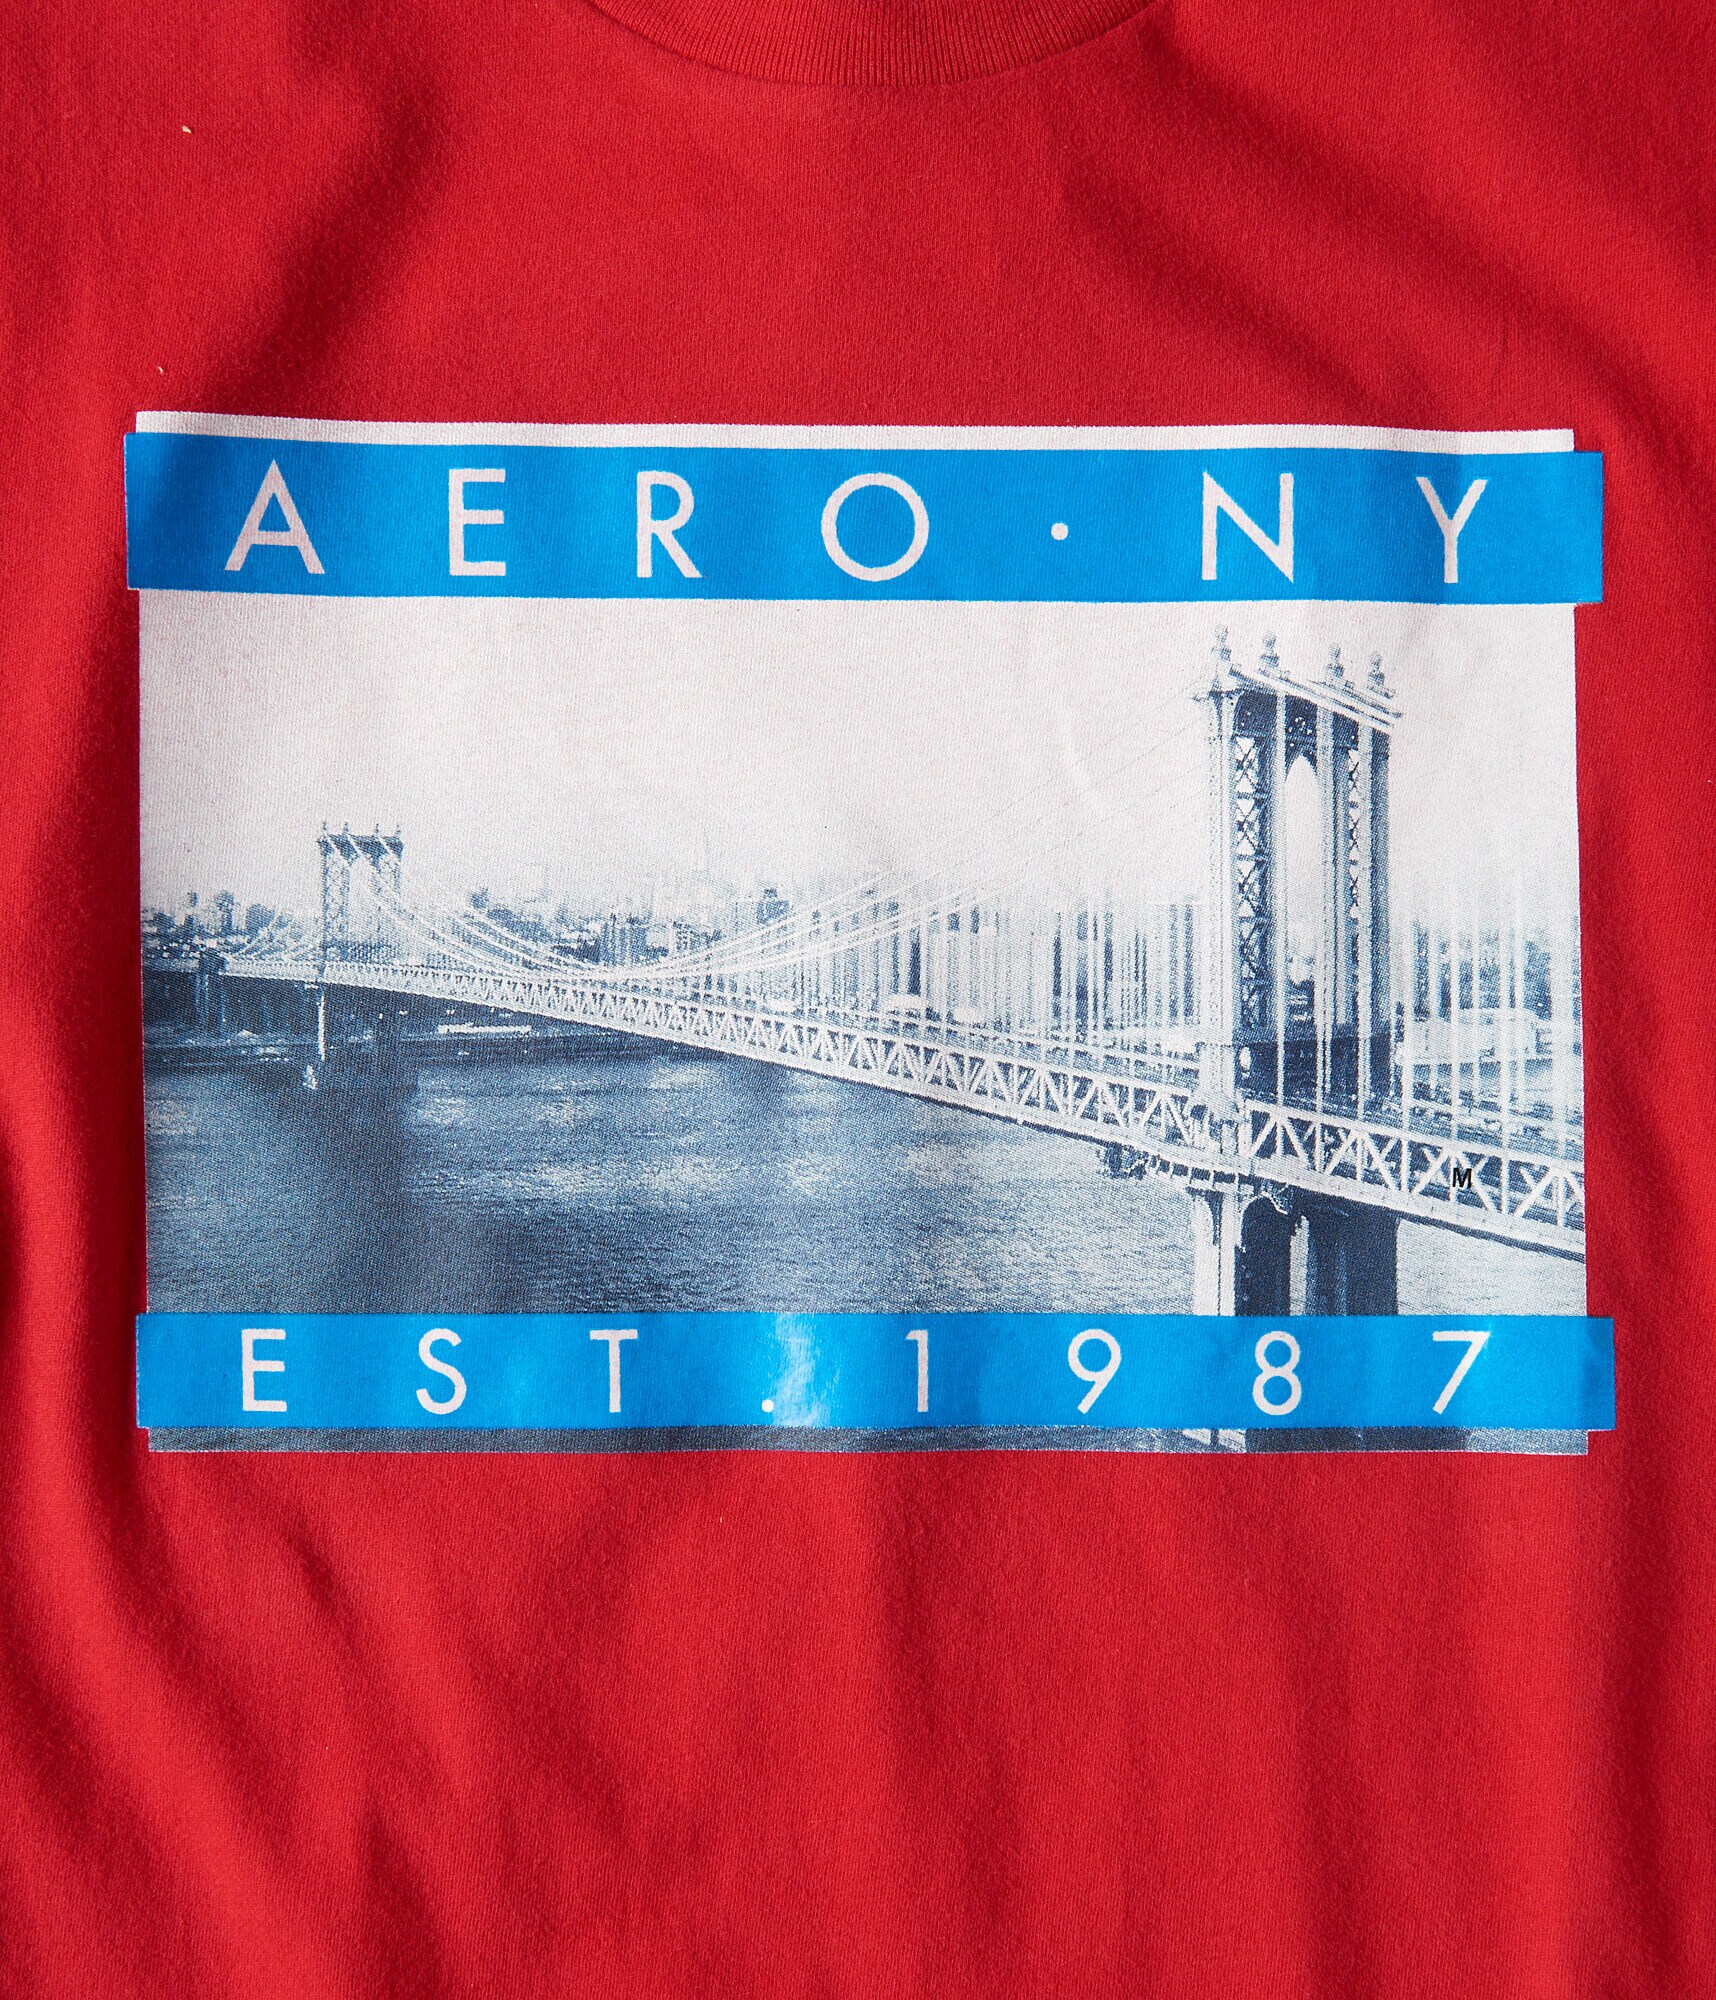 AERO · NY
M
EST. 1987